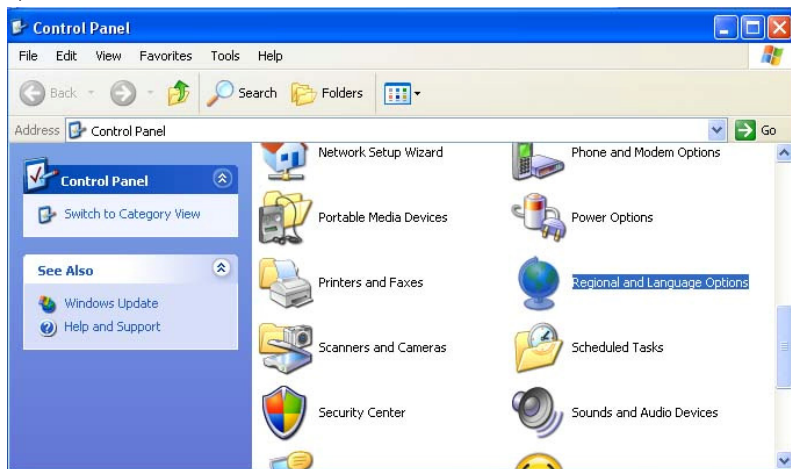 Control Panel
File Edit View Favorites Tools Help
Back Search Folders
Address Control Panel Go
Control Panel
Switch to Category View
See Also
Windows Update
Help and Support
Network Setup Wizard Phone and Modem Options
Portable Media Devices Power Options
Printers and Faxes Regional and Language Options
Scanners and Cameras Scheduled Tasks
Security Center Sounds and Audio Devices